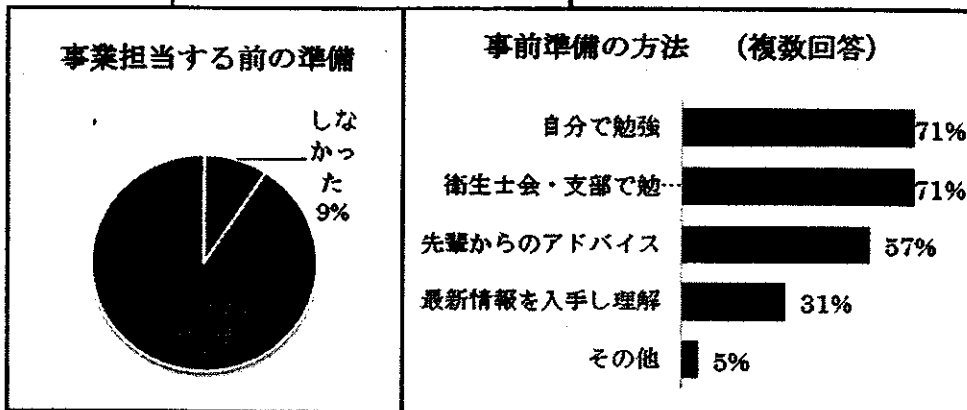 事業担当する前の準備
しな
かっ
た
9%
事前準備の方法 (複数回答)
自分で勉強
71%
衛生士会・支部で勉…
71%
先輩からのアドバイス
57%
最新情報を入手し理解
31%
その他
5%